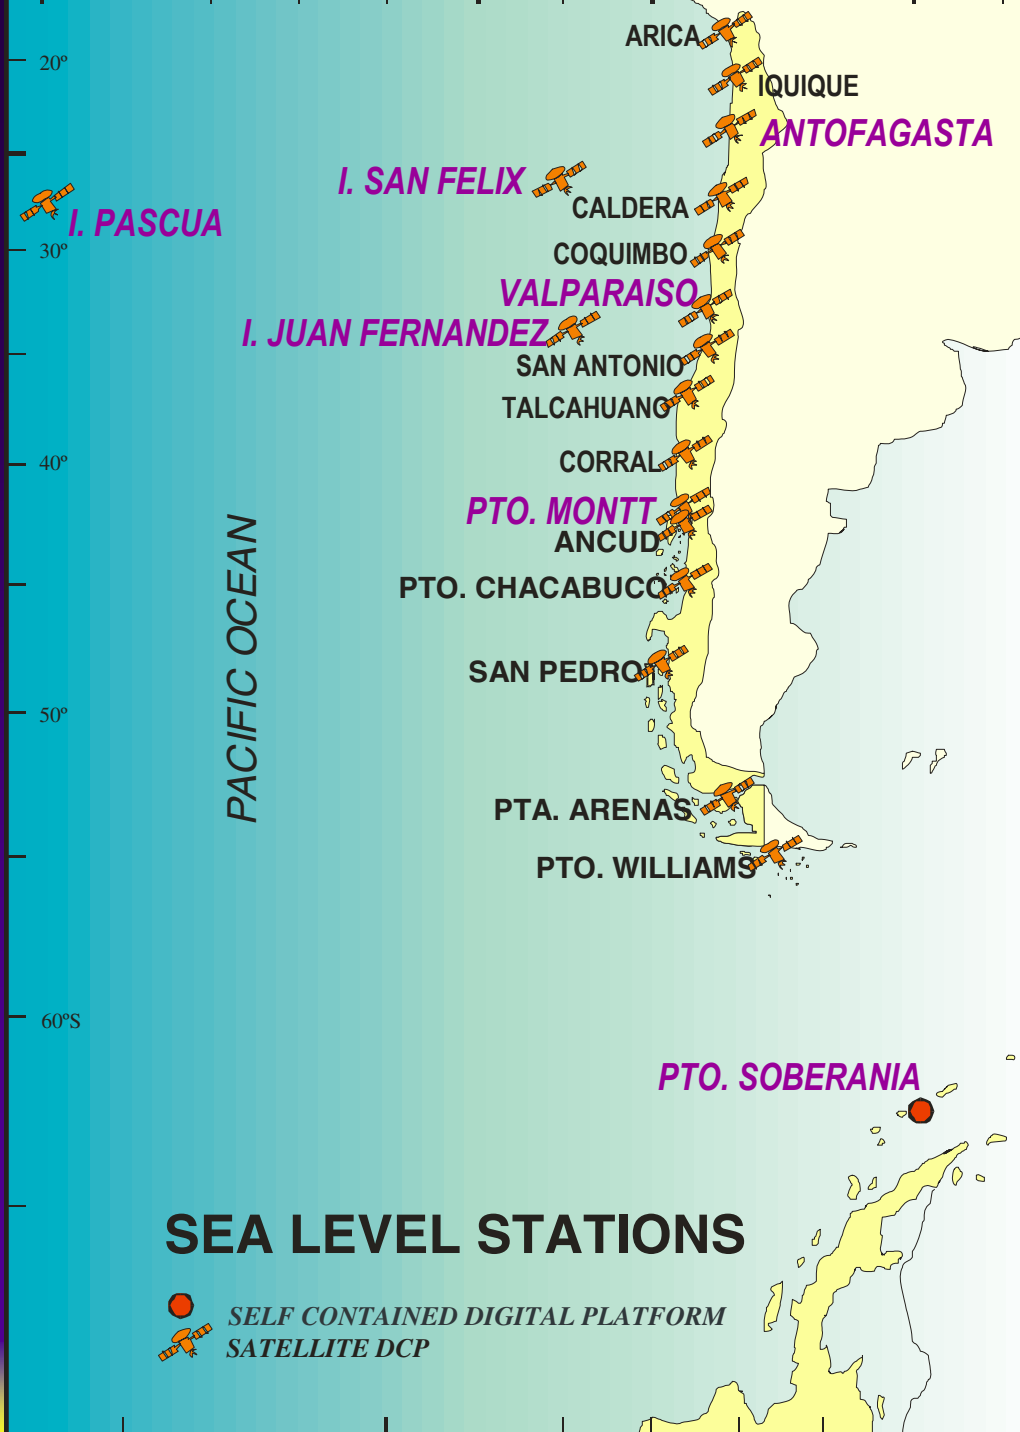 ARICA
20º
IQUIQUE
ANTOFAGASTA
I. SAN FELIX
CALDERA
I. PASCUA
30º
COQUIMBO
VALPARAISO
I. JUAN FERNANDEZ
SAN ANTONIO
TALCAHUANO
40º
CORRAL
PTO. MONTT
ANCUD
PTO. CHACABUCO
PACIFIC OCEAN
SAN PEDRO
50º
PTA. ARENAS
PTO. WILLIAMS
60ºS
PTO. SOBERANIA
SEA LEVEL STATIONS
SELF CONTAINED DIGITAL PLATFORM
SATELLITE DCP